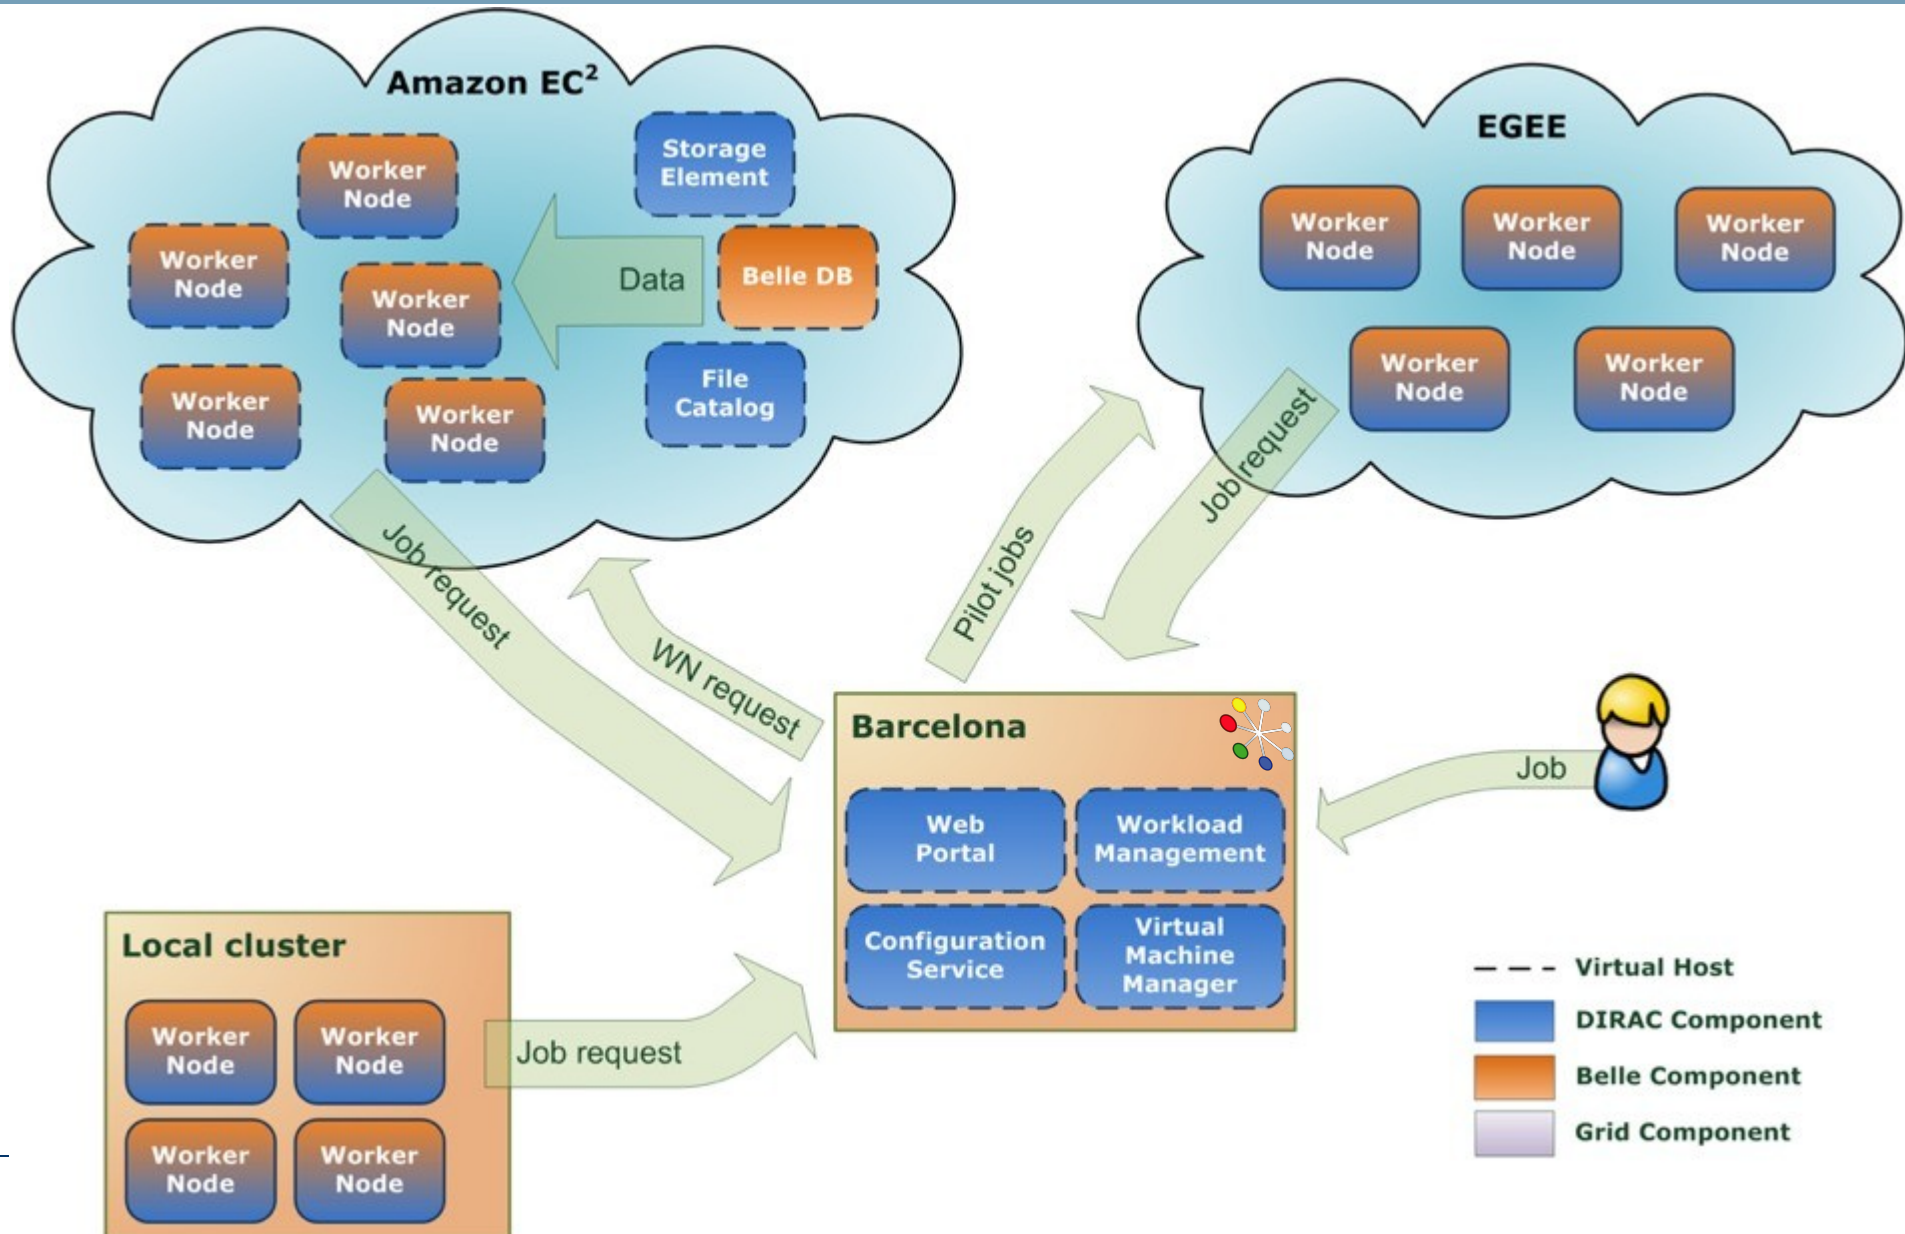 Amazon EC²
Worker
Node
Storage
Element
Worker
Node
Worker
Node
Data
Belle DB
Worker
Node
Worker
Node
File
Catalog
EGEE
Worker
Node
Worker
Node
Worker
Node
Worker
Node
Worker
Node
Job request
WN request
Pilot jobs
Job request
Barcelona
Web
Portal
Workload
Management
Configuration
Service
Virtual
Machine
Manager
Job
Local cluster
Worker
Node
Worker
Node
Worker
Node
Worker
Node
Job request
Virtual Host
DIRAC Component
Belle Component
Grid Component